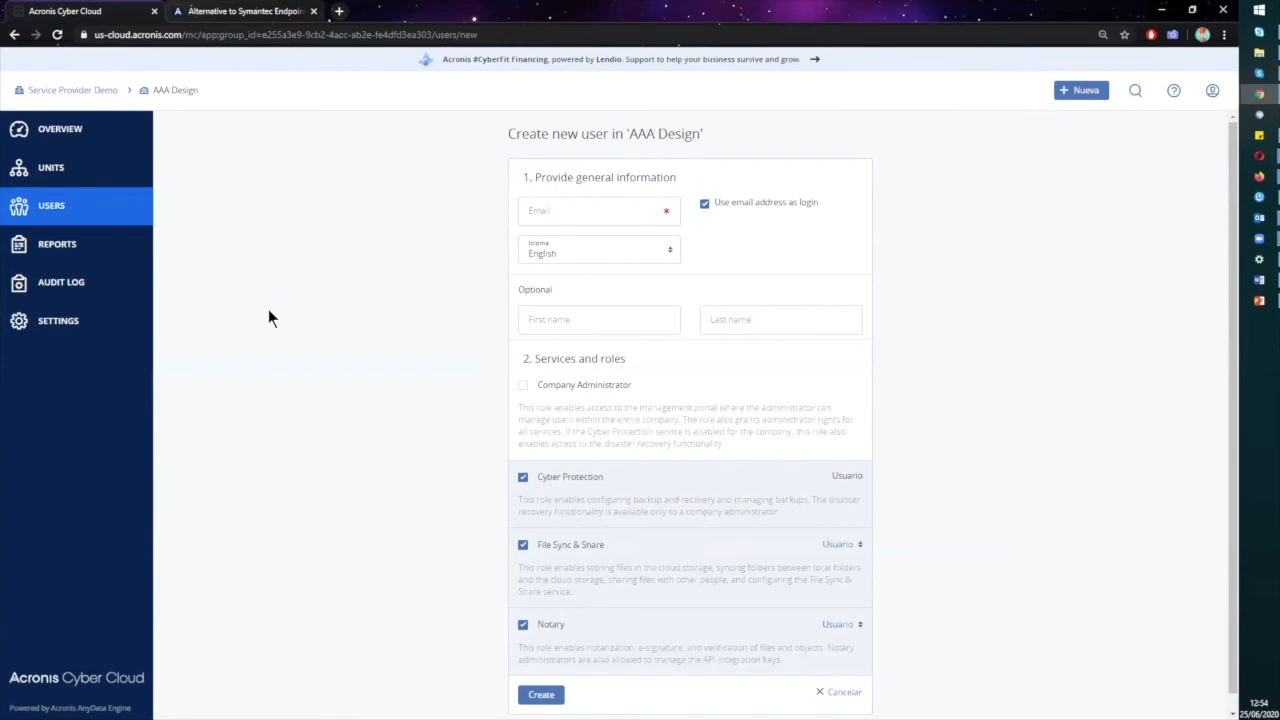 Acronis Cyber Cloud
Alternative to Symantec Endpoin
us-cloud.acronis.com/mc/app:group_id=e255a3e9-9cb2-4acc-ab2e-fe4dfd3ea303/users/new
Acronis #CyberFit Financing, powered by Lendio. Support to help your business survive and grow.
Service Provider Demo
AAA Design
Nueva
OVERVIEW
UNITS
USERS
REPORTS
AUDIT LOG
SETTINGS
Acronis Cyber Cloud
Powered by Acronis AnyData Engine
Create new user in 'AAA Design'
1. Provide general information
Email *
Use email address as login
Idioma
English
Optional
First name
Last name
2. Services and roles
Company Administrator
This role enables access to the management portal where the administrator can
manage users within the entire company. The role also grants administrator rights for
all services. If the Cyber Protection service is enabled for the company, this role also
enables access to the disaster recovery functionality.
Cyber Protection
Usuario
This role enables configuring backup and recovery and managing backups. The disaster
recovery functionality is available only to a company administrator.
File Sync & Share
Usuario
This role enables storing files in the cloud storage, syncing folders between local folders
and the cloud storage, sharing files with other people, and configuring the File Sync &
Share service.
Notary
Usuario
This role enables notarization, e-signature, and verification of files and objects. Notary
administrators are also allowed to manage the API integration keys.
Create
Cancelar
12:54
25/06/2020